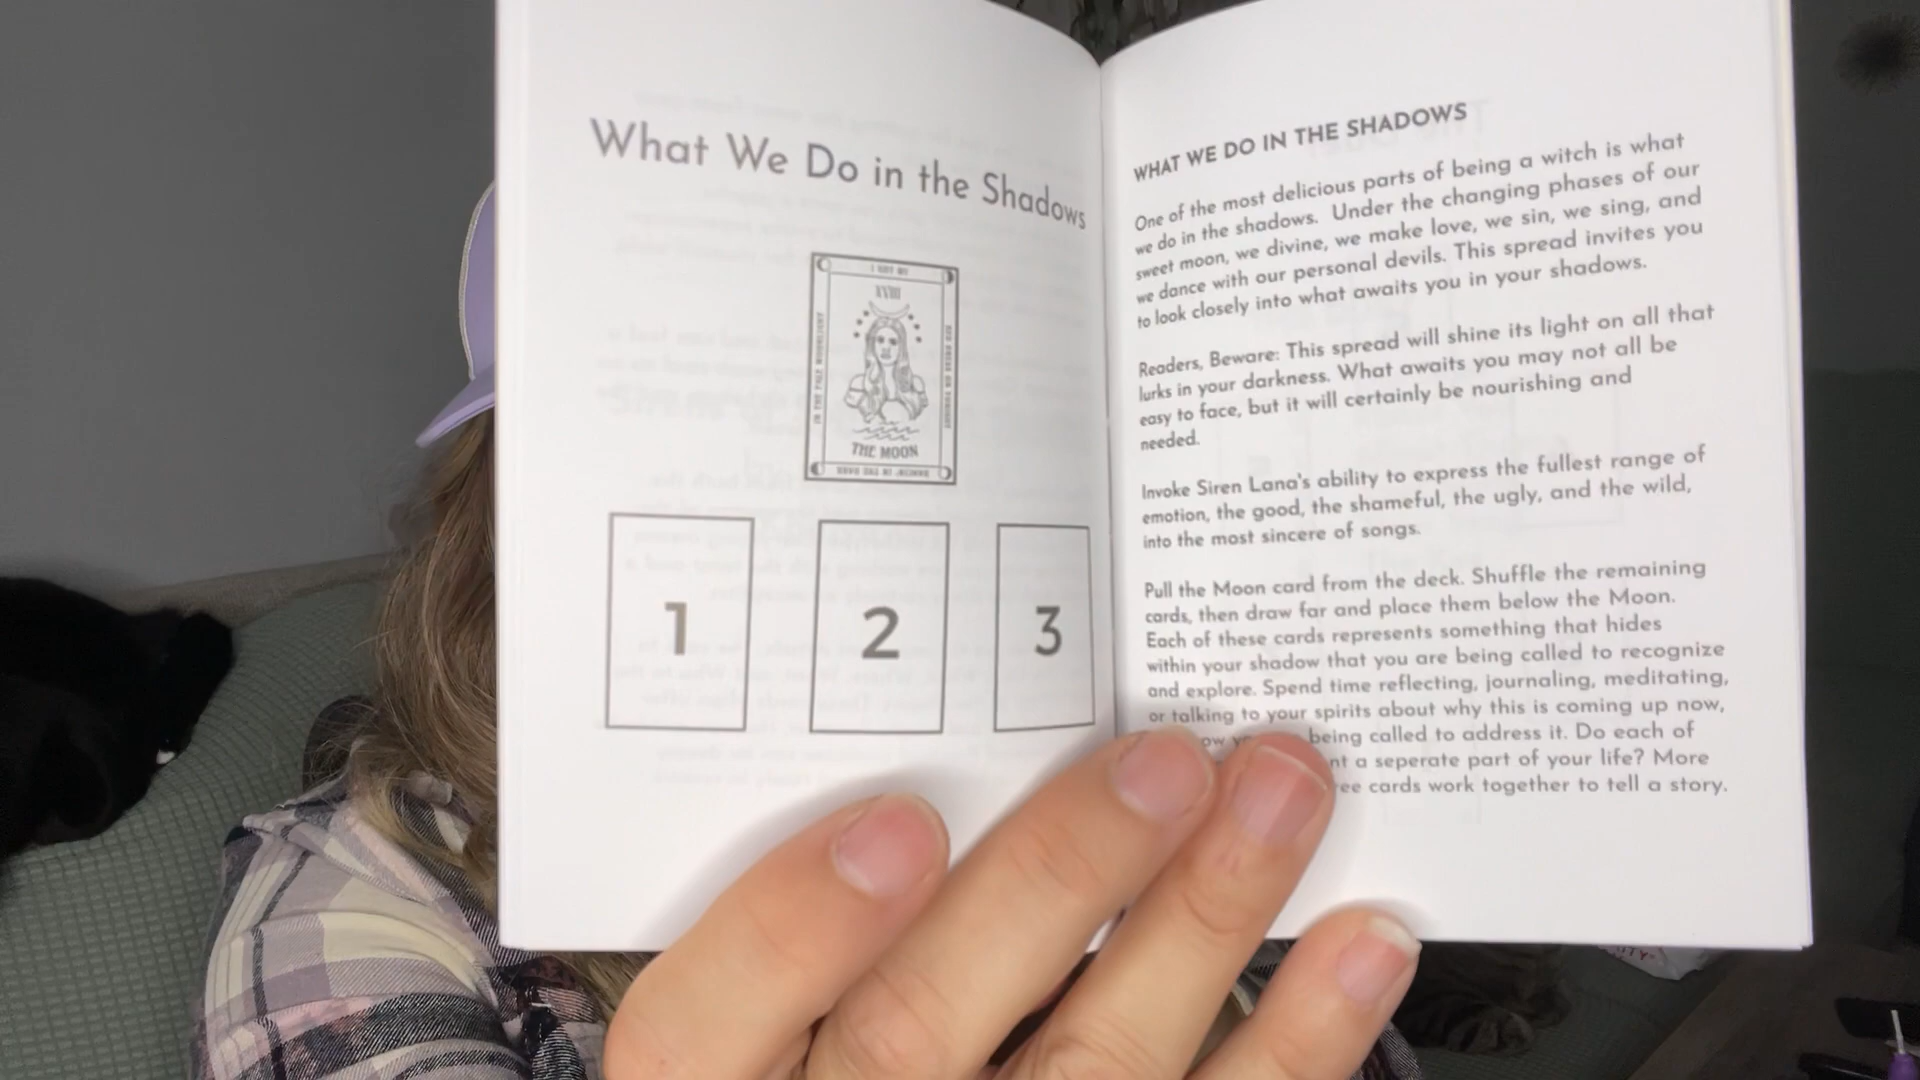 What We Do in the Shadows
XVIII
THE MOON
1
2
3
WHAT WE DO IN THE SHADOWS
One of the most delicious parts of being a witch is what
we do in the shadows. Under the changing phases of our
sweet moon, we divine, we make love, we sin, we sing, and
we dance with our personal devils. This spread invites you
to look closely into what awaits you in your shadows.
Readers, Beware: This spread will shine its light on all that
lurks in your darkness. What awaits you may not all be
easy to face, but it will certainly be nourishing and
needed.
Invoke Siren Lana's ability to express the fullest range of
emotion, the good, the shameful, the ugly, and the wild,
into the most sincere of songs.
Pull the Moon card from the deck. Shuffle the remaining
cards, then draw far and place them below the Moon.
Each of these cards represents something that hides
within your shadow that you are being called to recognize
and explore. Spend time reflecting, journaling, meditating,
or talking to your spirits about why this is coming up now,
being called to address it. Do each of
a seperate part of your life? More
cards work together to tell a story.